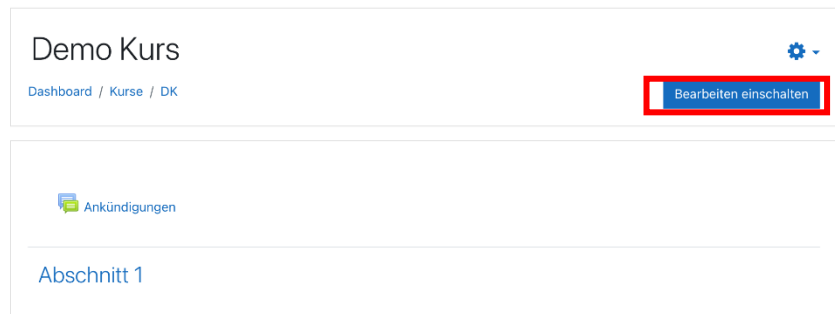 Demo Kurs
Dashboard / Kurse / DK
Bearbeiten einschalten
Ankündigungen
Abschnitt 1